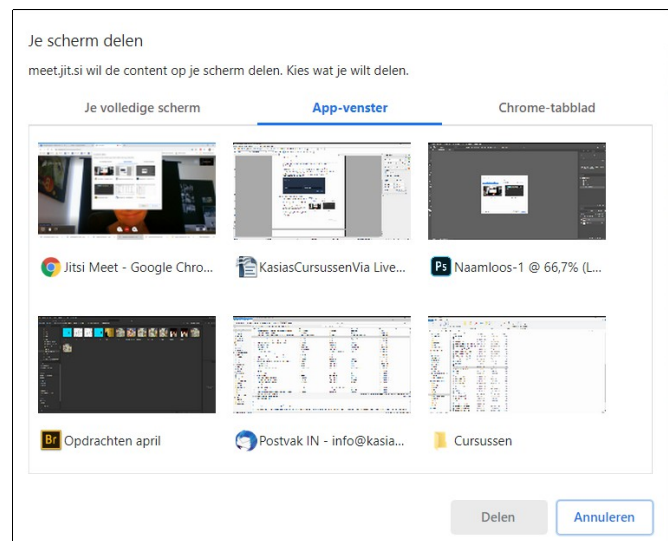 Je scherm delen
meet.jit.si wil de content op je scherm delen. Kies wat je wilt delen.
Je volledige scherm
App-venster
Chrome-tabblad
Jitsi Meet - Google Chro...
KasiasCursussenVia Live...
Ps
Naamloos-1 @ 66,7% (L...
Br
Opdrachten april
Postvak IN - info@kasia...
Cursussen
Delen
Annuleren